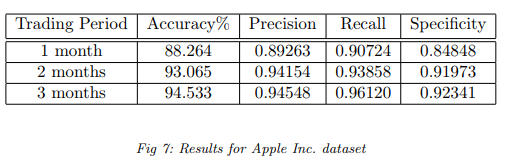 Trading Period Accuracy% Precision Recall Specificity
1 month 88.264 0.89263 0.90724 0.84848
2 months 93.065 0.94154 0.93858 0.91973
3 months 94.533 0.94548 0.96120 0.92341
Fig 7: Results for Apple Inc. dataset